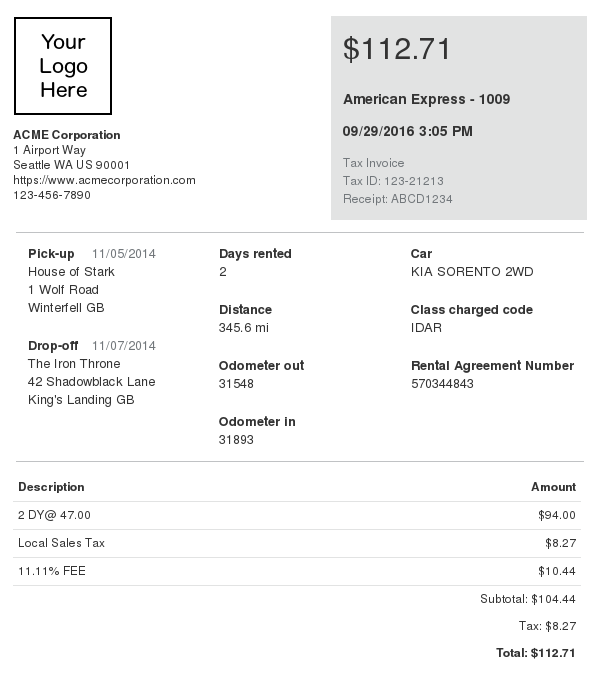 Your
Logo
Here
ACME Corporation
1 Airport Way
Seattle WA US 90001
https://www.acmecorporation.com
123-456-7890
$112.71
American Express - 1009
09/29/2016 3:05 PM
Tax Invoice
Tax ID: 123-21213
Receipt: ABCD1234
Pick-up 11/05/2014
House of Stark
1 Wolf Road
Winterfell GB
Drop-off 11/07/2014
The Iron Throne
42 Shadowblack Lane
King's Landing GB
Days rented
2
Distance
345.6 mi
Odometer out
31548
Odometer in
31893
Car
KIA SORENTO 2WD
Class charged code
IDAR
Rental Agreement Number
570344843
Description Amount
2 DY@ 47.00 $94.00
Local Sales Tax $8.27
11.11% FEE $10.44
Subtotal: $104.44
Tax: $8.27
Total: $112.71